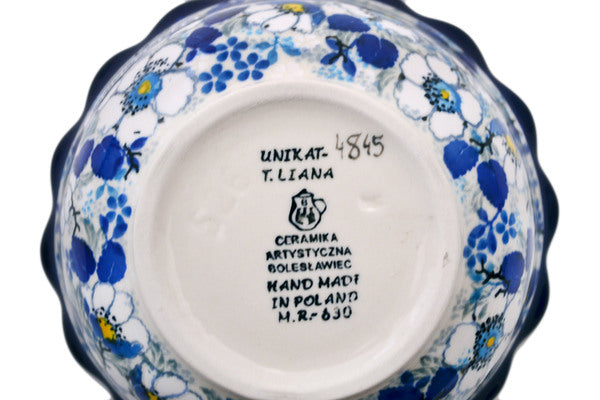 UNIKAT- 4845
T. LIANA
CERAMIKA
ARTYSTYCZNA
BOLESŁAWIEC
HAND MADE
IN POLAND
M.R.-630